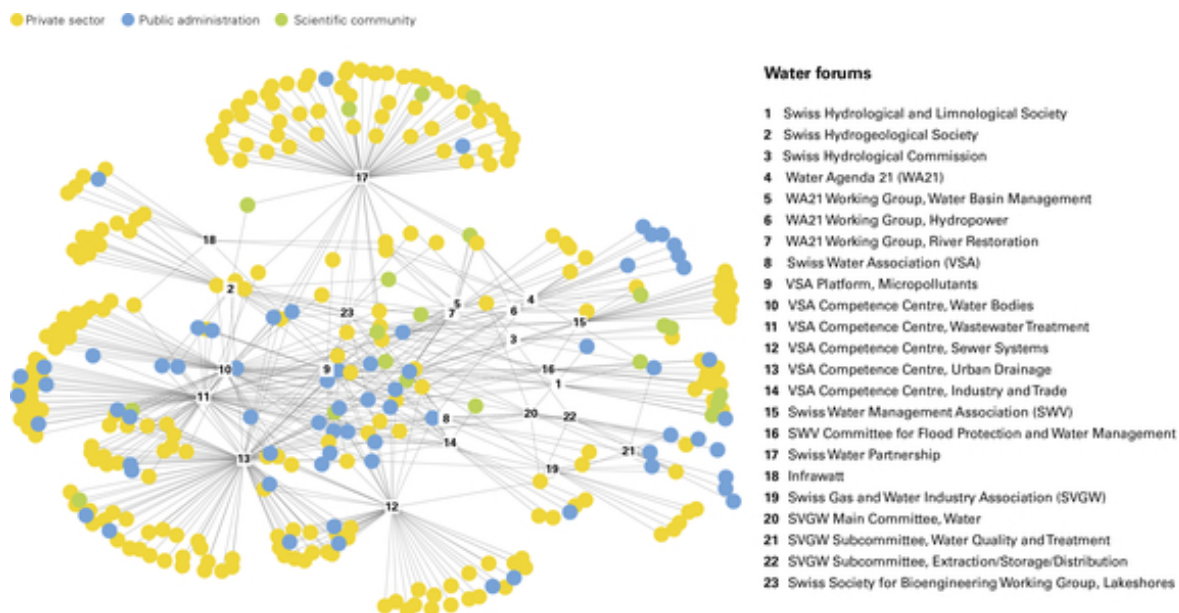 Private sector Public administration Scientific community
Water forums
1 Swiss Hydrological and Limnological Society
2 Swiss Hydrogeological Society
3 Swiss Hydrological Commission
4 Water Agenda 21 (WA21)
5 WA21 Working Group, Water Basin Management
6 WA21 Working Group, Hydropower
7 WA21 Working Group, River Restoration
8 Swiss Water Association (VSA)
9 VSA Platform, Micropollutants
10 VSA Competence Centre, Water Bodies
11 VSA Competence Centre, Wastewater Treatment
12 VSA Competence Centre, Sewer Systems
13 VSA Competence Centre, Urban Drainage
14 VSA Competence Centre, Industry and Trade
15 Swiss Water Management Association (SWV)
16 SWV Committee for Flood Protection and Water Management
17 Swiss Water Partnership
18 Infrawatt
19 Swiss Gas and Water Industry Association (SVGW)
20 SVGW Main Committee, Water
21 SVGW Subcommittee, Water Quality and Treatment
22 SVGW Subcommittee, Extraction/Storage/Distribution
23 Swiss Society for Bioengineering Working Group, Lakeshores
17
18
2
5
4
23
7
6
15
3
10
9
16
1
11
8
20
22
14
21
13
19
12